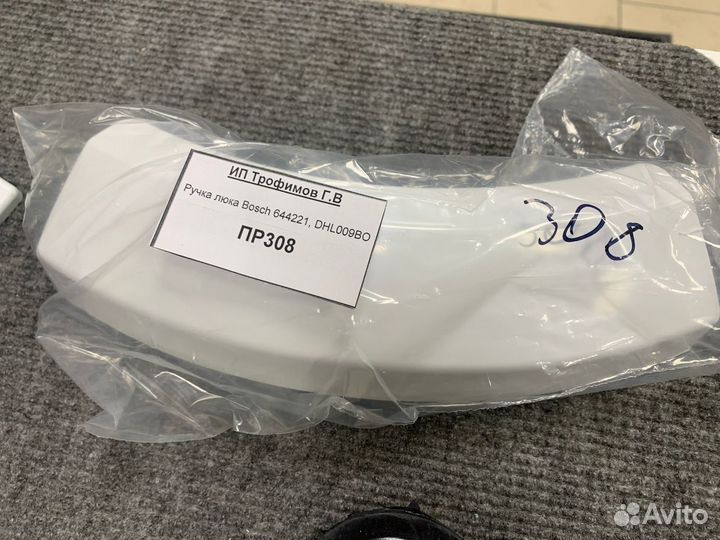 ИП Трофимов Г.В
Ручка люка Bosch 644221, DHL009BO
ПР308
308
Avito